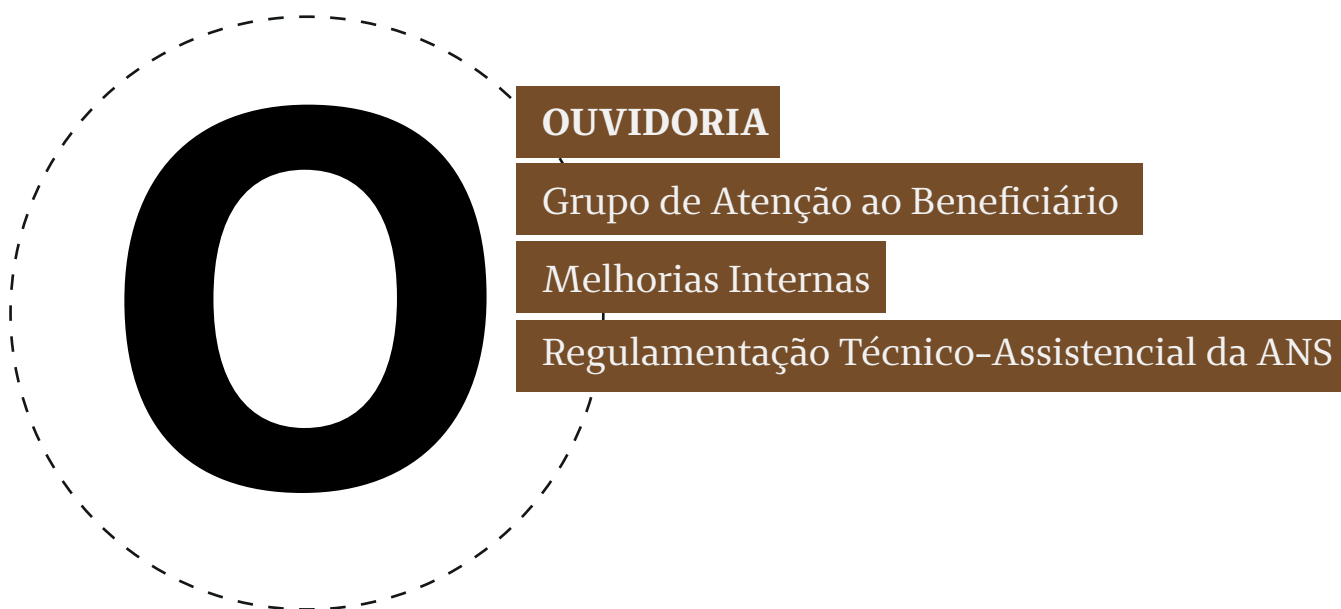 O
OUVIDORIA
Grupo de Atenção ao Beneficiário
Melhorias Internas
Regulamentação Técnico-Assistencial da ANS